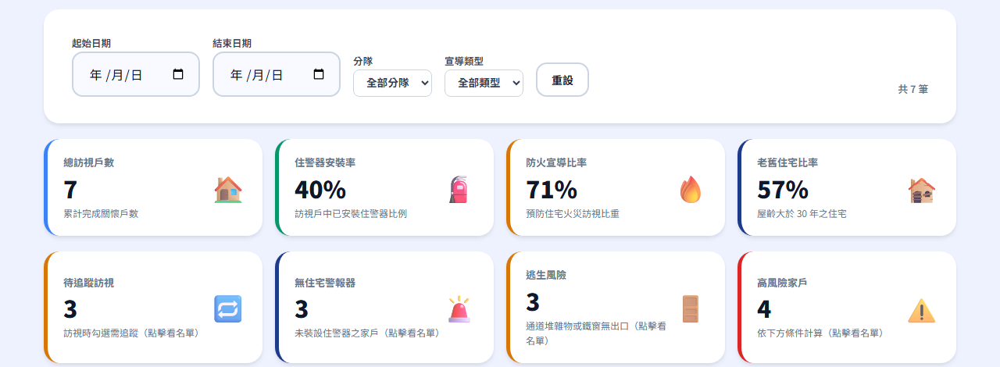 起始日期
年 /月/日
結束日期
年 /月/日
分隊
全部分隊
宣導類型
全部類型
重設
共 7 筆
總訪視戶數
7
累計完成關懷戶數
住警器安裝率
40%
訪視戶中已安裝住警器比例
防火宣導比率
71%
預防住宅火災訪視比重
老舊住宅比率
57%
屋齡大於 30 年之住宅
待追蹤訪視
3
訪視時勾選需追蹤（點擊看名單）
無住宅警報器
3
未裝設住警器之家戶（點擊看名單）
逃生風險
3
通道堆雜物或鐵窗無出口（點擊看
名單）
高風險家戶
4
依下方條件計算（點擊看名單）